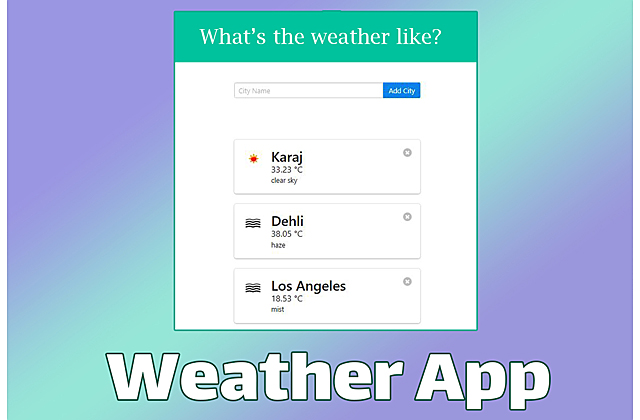 What's the weather like?
City Name
Add City
Karaj
33.23 °C
clear sky
Dehli
38.05 °C
haze
Los Angeles
18.53 °C
mist
Weather App